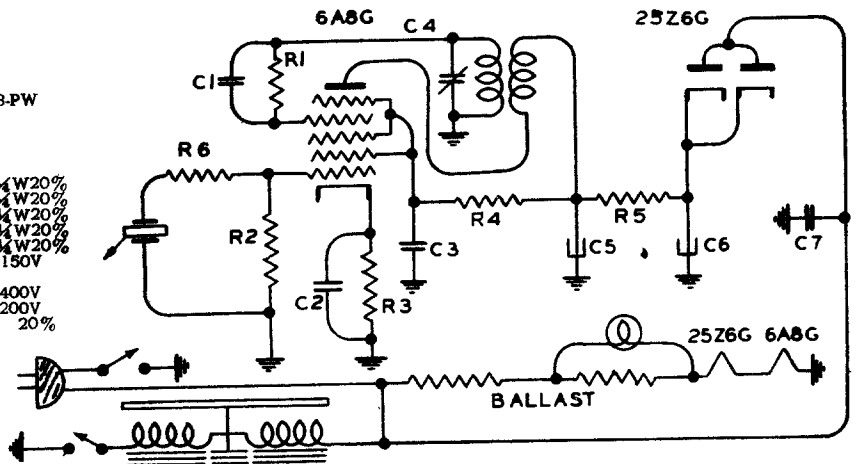 6A8G
C4
25Z6G
R1
C1
3-PW
R6
¼W20%
¼W20%
¼W20%
¼W20%
¼W20%
150V
400V
200V
20%
R2
R4
R5
C3
C5
C6
C7
C2
R3
25Z6G 6A8G
BALLAST